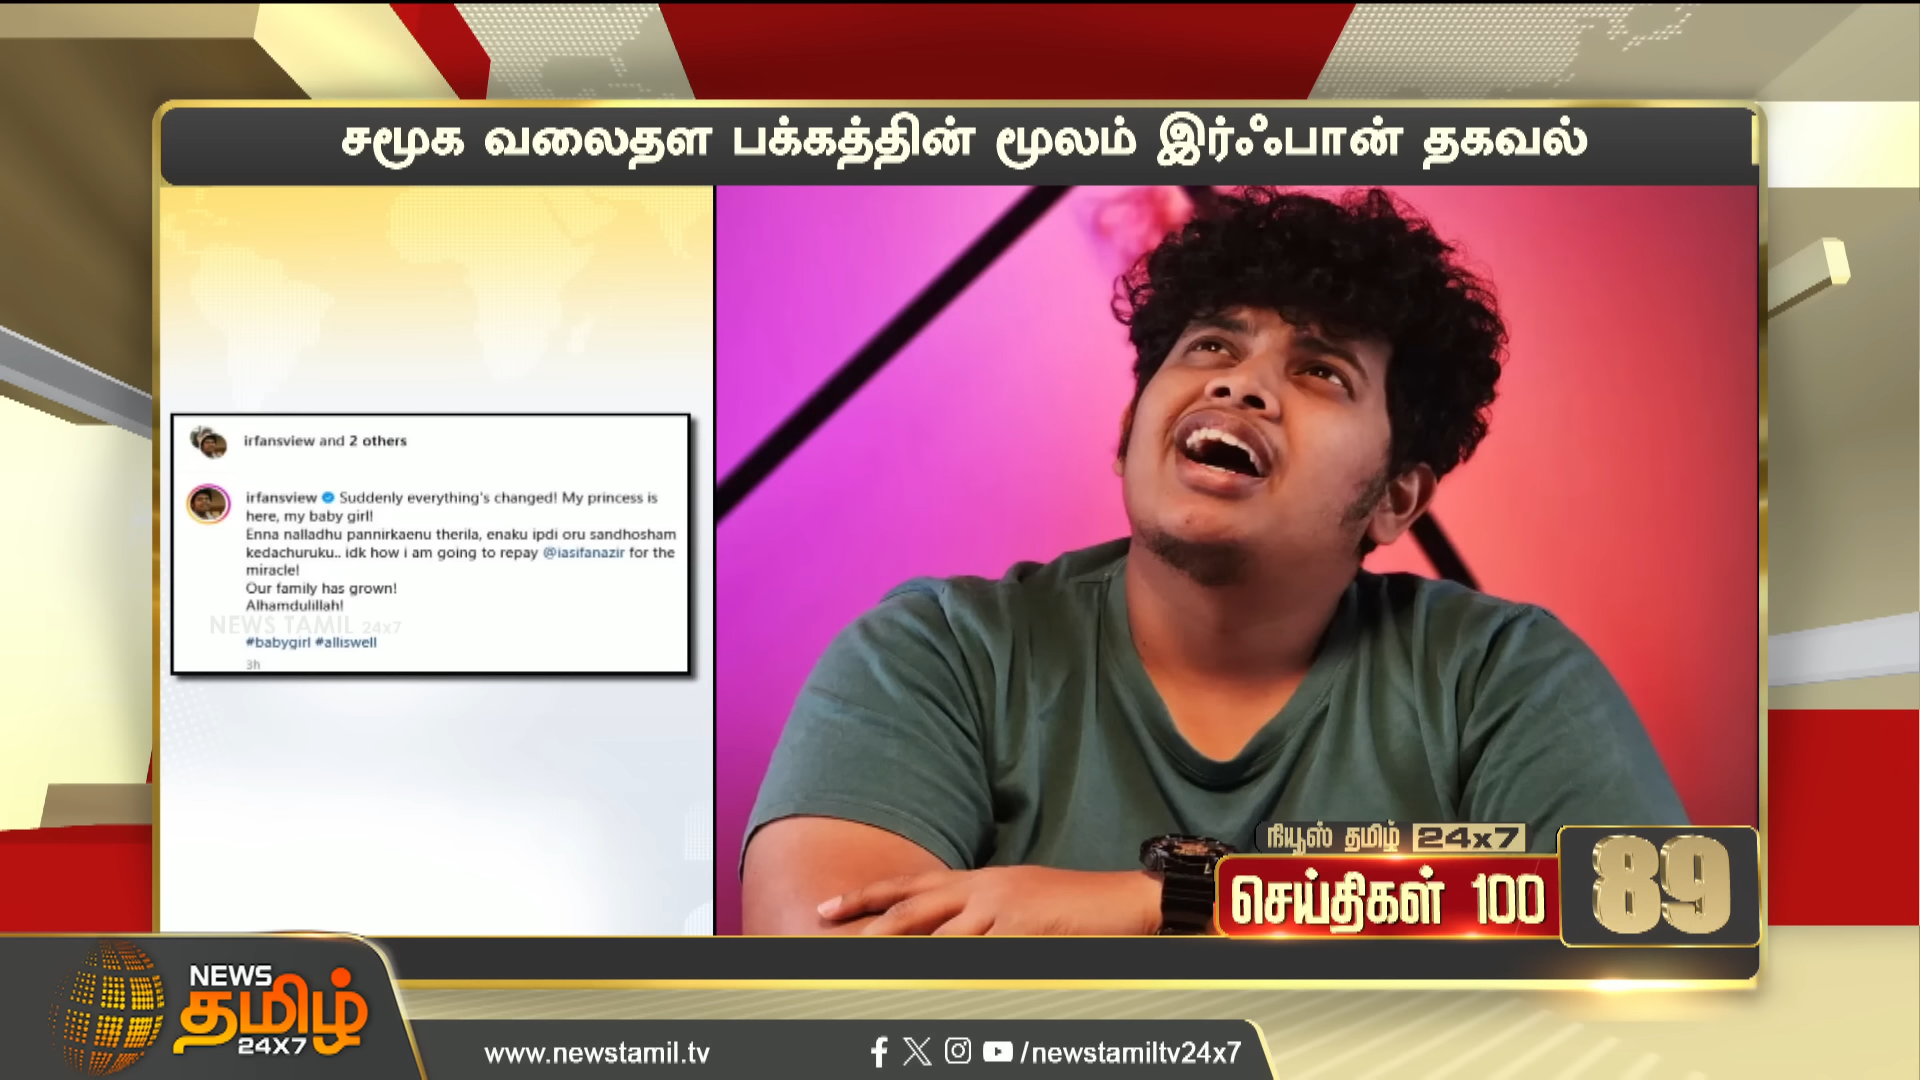 சமூக வலைதள பக்கத்தின் மூலம் இர்ஃபான் தகவல்
irfansview and 2 others
irfansview Suddenly everything's changed! My princess is
here, my baby girl!
Enna nalladhu pannirkaenu therila, enaku ipdi oru sandhosham
kedachuruku.. idk how i am going to repay @iasifanazir for the
miracle!
Our family has grown!
Alhamdulillah!
NEWS TAMIL 24x7
#babygirl #alliswell
3h
நியூஸ் தமிழ் 24x7
செய்திகள் 100
89
NEWS
தமிழ்
24X7
www.newstamil.tv
/newstamiltv24x7